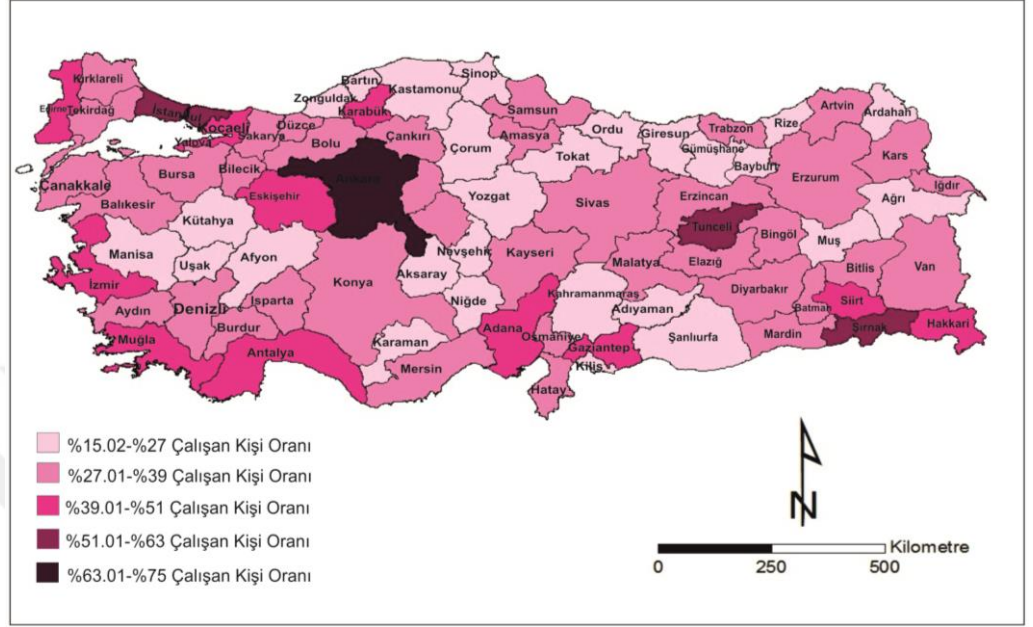 Kırklareli
Edirne
Tekirdağ
İstanbul
Kocaeli
Yalova
Sakarya
Düzce
Zonguldak
Bartın
Karabük
Kastamonu
Sinop
Samsun
Çankırı
Bolu
Amasya
Çorum
Ordu
Giresun
Trabzon
Rize
Artvin
Ardahan
Gümüşhane
Bayburt
Tokat
Kars
Iğdır
Erzurum
Ağrı
Çanakkale
Bursa
Bilecik
Balıkesir
Eskişehir
Ankara
Yozgat
Sivas
Erzincan
Tunceli
Bingöl
Muş
Kütahya
Manisa
Uşak
Afyon
Nevşehir
Aksaray
Kayseri
Malatya
Elazığ
Bitlis
Van
İzmir
Konya
Niğde
Kahramanmaraş
Adıyaman
Diyarbakır
Batman
Siirt
Aydın
Denizli
Isparta
Burdur
Muğla
Antalya
Karaman
Mersin
Adana
Osmaniye
Gaziantep
Kilis
Hatay
Şanlıurfa
Mardin
Şırnak
Hakkari
%15.02-%27 Çalışan Kişi Oranı
%27.01-%39 Çalışan Kişi Oranı
%39.01-%51 Çalışan Kişi Oranı
%51.01-%63 Çalışan Kişi Oranı
%63.01-%75 Çalışan Kişi Oranı
N
Kilometre
0 250 500